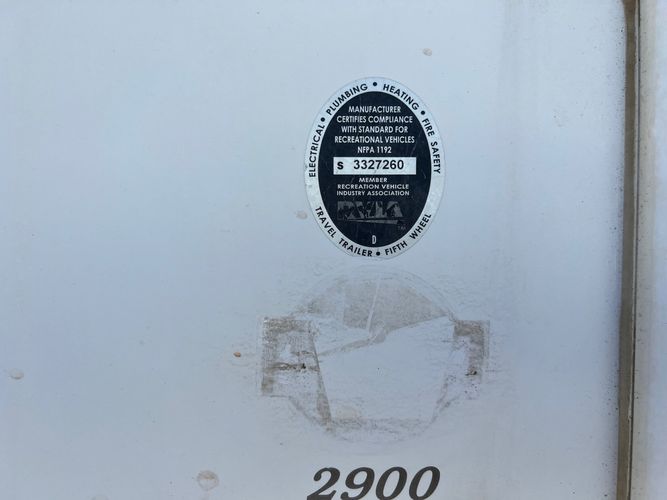 ELECTRICAL • PLUMBING • HEATING • FIRE SAFETY
MANUFACTURER
CERTIFIES COMPLIANCE
WITH STANDARD FOR
RECREATIONAL VEHICLES
NFPA 1192
S 3327260
MEMBER
RECREATION VEHICLE
INDUSTRY ASSOCIATION
RVIA
TM
D
TRAVEL TRAILER • FIFTH WHEEL
2900